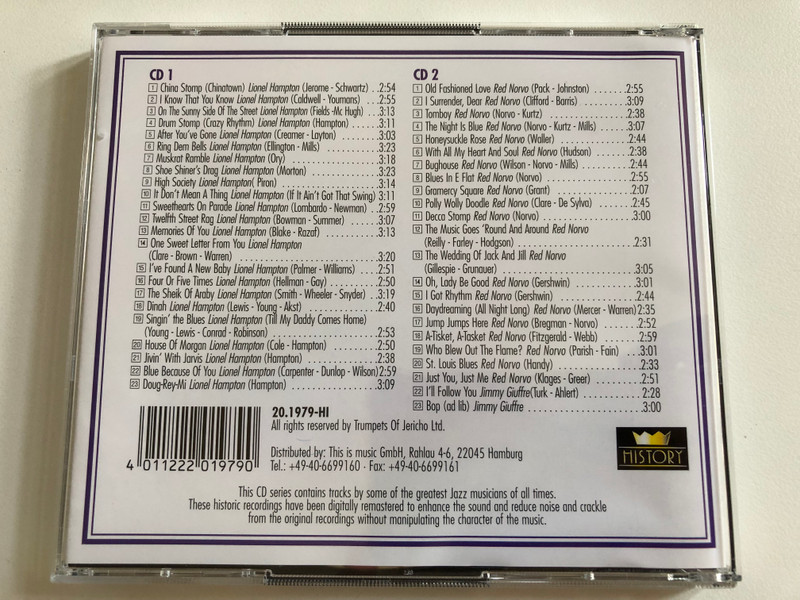 CD 1
1 China Stomp (Chinatown) Lionel Hampton (Jerome - Schwartz) . .2:54
2 I Know That You Know Lionel Hampton (Caldwell - Youmans) . . .2:55
3 On The Sunny Side Of The Street Lionel Hampton (Fields -Mc Hugh) . . .3:13
4 Drum Stomp (Crazy Rhythm) Lionel Hampton (Hampton) . . . . . . .3:11
5 After You've Gone Lionel Hampton (Creamer - Layton) . . . . . . . .3:03
6 Ring Dem Bells Lionel Hampton (Ellington - Mills) . . . . . . . . . .3:23
7 Muskrat Ramble Lionel Hampton (Ory) . . . . . . . . . . . . . . . .3:18
8 Shoe Shiner's Drag Lionel Hampton (Morton) . . . . . . . . . . . . .3:23
9 High Society Lionel Hampton( Piron) . . . . . . . . . . . . . . . . .3:14
10 It Don't Mean A Thing Lionel Hampton (If It Ain't Got That Swing) 3:11
11 Sweethearts On Parade Lionel Hampton (Lombardo - Newman) . .2:59
12 Twelfth Street Rag Lionel Hampton (Bowman - Summer) . . . . . .3:07
13 Memories Of You Lionel Hampton (Blake - Razaf) . . . . . . . . . .3:13
14 One Sweet Letter From You Lionel Hampton
(Clare - Brown - Warren) . . . . . . . . . . . . . . . . . . . . . . . .3:20
15 I've Found A New Baby Lionel Hampton (Palmer - Williams) . . . . .2:51
16 Four Or Five Times Lionel Hampton (Hellman - Gay) . . . . . . . . .2:50
17 The Sheik Of Araby Lionel Hampton (Smith - Wheeler - Snyder) . .3:19
18 Dinah Lionel Hampton (Lewis - Young - Akst) . . . . . . . . . . . .2:40
19 Singin' the Blues Lionel Hampton (Till My Daddy Comes Home)
(Young - Lewis - Conrad - Robinson) . . . . . . . . . . . . . . . . .2:53
20 House Of Morgan Lionel Hampton (Cole - Hampton) . . . . . . . . .2:50
21 Jivin' With Jarvis Lionel Hampton (Hampton) . . . . . . . . . . . .2:38
22 Blue Because Of You Lionel Hampton (Carpenter - Dunlop - Wilson)2:59
23 Doug-Rey-Mi Lionel Hampton (Hampton) . . . . . . . . . . . . . . .3:09
CD 2
1 Old Fashioned Love Red Norvo (Pack - Johnston) . . . . . . . .2:55
2 I Surrender, Dear Red Norvo (Clifford - Barris) . . . . . . . . . .3:09
3 Tomboy Red Norvo (Norvo - Kurtz) . . . . . . . . . . . . . . . .2:38
4 The Night Is Blue Red Norvo (Norvo - Kurtz - Mills) . . . . . . .3:07
5 Honeysuckle Rose Red Norvo (Waller) . . . . . . . . . . . . . .2:44
6 With All My Heart And Soul Red Norvo (Hudson) . . . . . . . .2:38
7 Bughouse Red Norvo (Wilson - Norvo - Mills) . . . . . . . . . .2:44
8 Blues In E Flat Red Norvo (Norvo) . . . . . . . . . . . . . . . .2:55
9 Gramercy Square Red Norvo (Grant) . . . . . . . . . . . . . . .2:07
10 Polly Wolly Doodle Red Norvo (Clare - De Sylva) . . . . . . . .2:45
11 Decca Stomp Red Norvo (Norvo) . . . . . . . . . . . . . . . . .3:00
12 The Music Goes 'Round And Around Red Norvo
(Reilly - Farley - Hodgson) . . . . . . . . . . . . . . . . . . . .2:31
13 The Wedding Of Jack And Jill Red Norvo
(Gillespie - Grunauer) . . . . . . . . . . . . . . . . . . . . . . .3:05
14 Oh, Lady Be Good Red Norvo (Gershwin) . . . . . . . . . . . .3:01
15 I Got Rhythm Red Norvo (Gershwin) . . . . . . . . . . . . . . .2:44
16 Daydreaming (All Night Long) Red Norvo (Mercer - Warren) 2:35
17 Jump Jumps Here Red Norvo (Bregman - Norvo) . . . . . . . .2:52
18 A-Tisket, A-Tasket Red Norvo (Fitzgerald - Webb) . . . . . . .2:59
19 Who Blew Out The Flame? Red Norvo (Parish - Fain) . . . . .3:01
20 St. Louis Blues Red Norvo (Handy) . . . . . . . . . . . . . . . .2:33
21 Just You, Just Me Red Norvo (Klages - Greer) . . . . . . . . . .2:51
22 I'll Follow You Jimmy Giuffre(Turk - Ahlert) . . . . . . . . . . .2:28
23 Bop (ad lib) Jimmy Giuffre . . . . . . . . . . . . . . . . . . . .3:00
4 011222 019790
20.1979-HI
All rights reserved by Trumpets Of Jericho Ltd.
Distributed by: This is music GmbH, Rahlau 4-6, 22045 Hamburg
Tel.: +49-40-6699160 · Fax: +49-40-6699161
HISTORY
This CD series contains tracks by some of the greatest Jazz musicians of all times.
These historic recordings have been digitally remastered to enhance the sound and reduce noise and crackle
from the original recordings without manipulating the character of the music.